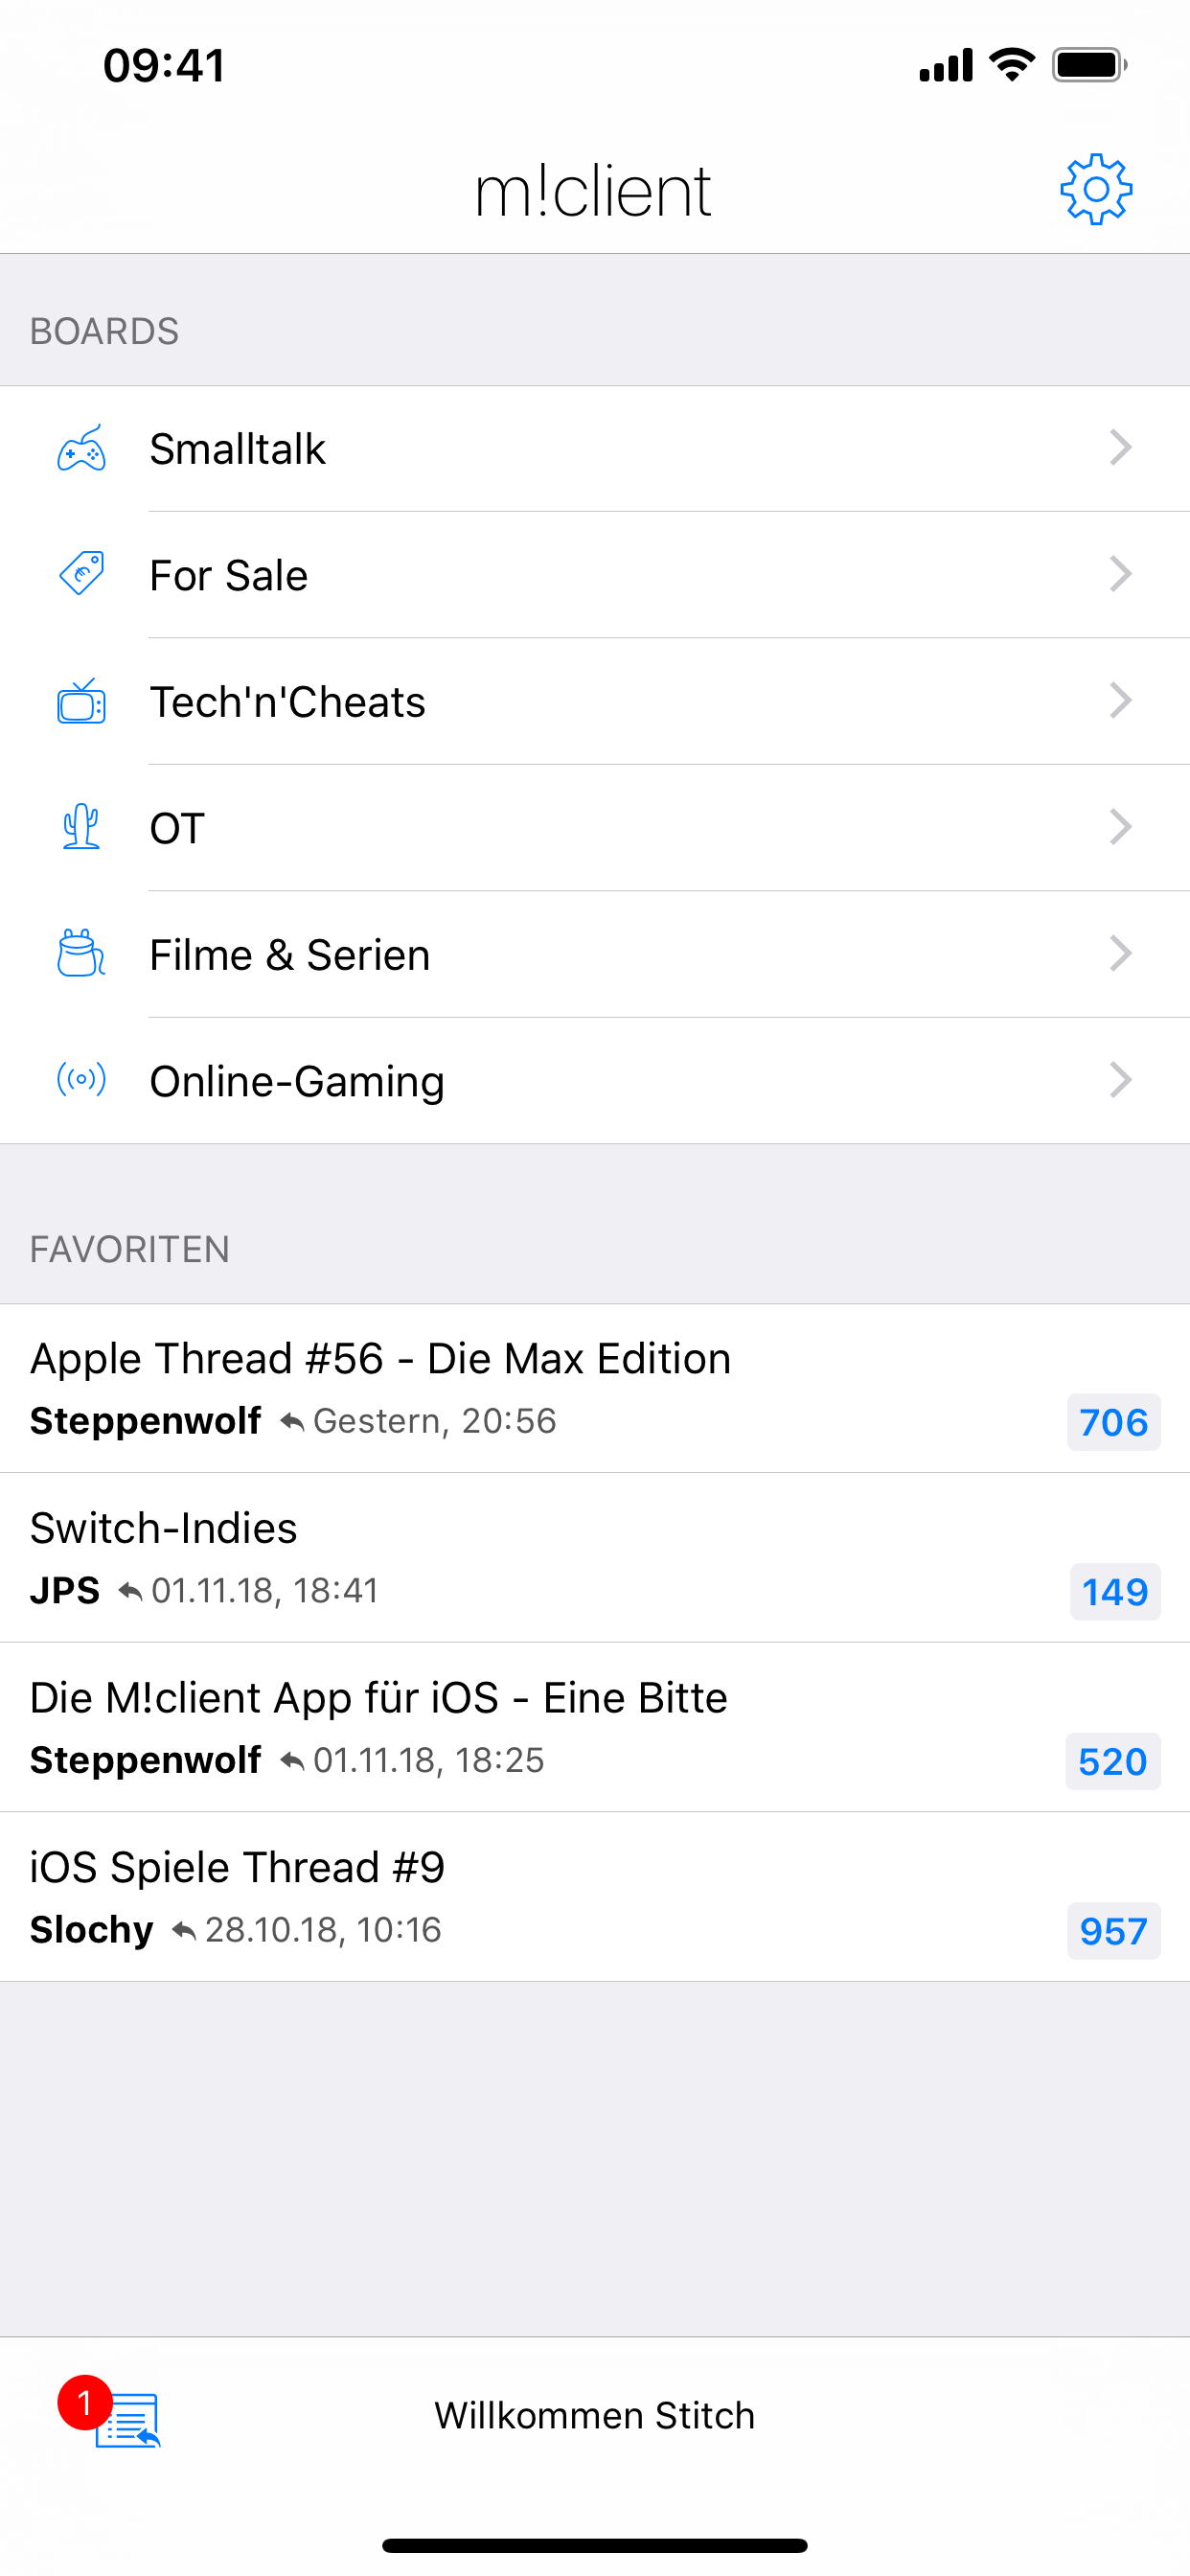 09:41
m!client
BOARDS
Smalltalk
For Sale
Tech'n'Cheats
OT
Filme & Serien
Online-Gaming
FAVORITEN
Apple Thread #56 - Die Max Edition
Steppenwolf Gestern, 20:56 706
Switch-Indies
JPS 01.11.18, 18:41 149
Die M!client App für iOS - Eine Bitte
Steppenwolf 01.11.18, 18:25 520
iOS Spiele Thread #9
Slochy 28.10.18, 10:16 957
1 Willkommen Stitch